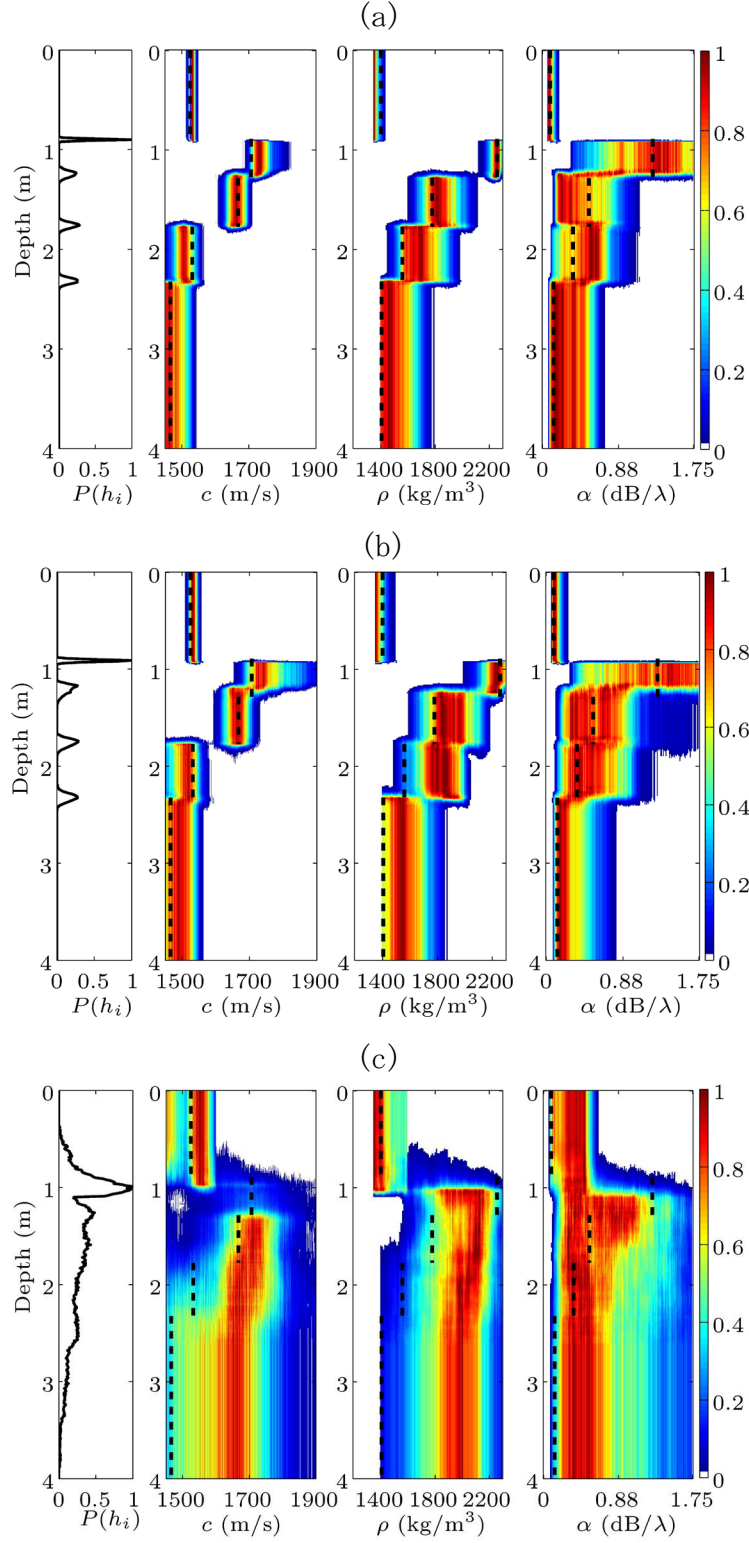 (a)
0
1
2
3
4
Depth (m)
0 0.5 1
P(h_i)
1500 1700 1900
c (m/s)
1400 1800 2200
ρ (kg/m³)
0 0.88 1.75
α (dB/λ)
1
0.8
0.6
0.4
0.2
0
(b)
0
1
2
3
4
Depth (m)
0 0.5 1
P(h_i)
1500 1700 1900
c (m/s)
1400 1800 2200
ρ (kg/m³)
0 0.88 1.75
α (dB/λ)
1
0.8
0.6
0.4
0.2
0
(c)
0
1
2
3
4
Depth (m)
0 0.5 1
P(h_i)
1500 1700 1900
c (m/s)
1400 1800 2200
ρ (kg/m³)
0 0.88 1.75
α (dB/λ)
1
0.8
0.6
0.4
0.2
0